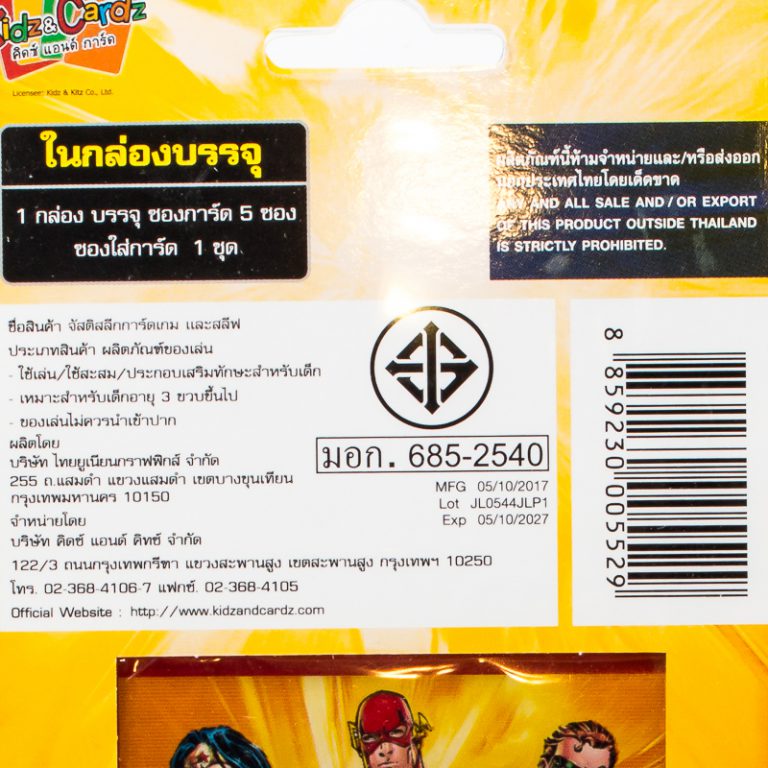 Kidz & Cardz
คิดซ์ แอนด์ การ์ด
Licensee: Kidz & Kitz Co., Ltd.
ในกล่องบรรจุ
1 กล่อง บรรจุ ซองการ์ด 5 ซอง
ซองใส่การ์ด 1 ชุด
ผลิตภัณฑ์นี้ห้ามจำหน่ายและ/หรือส่งออก
นอกประเทศไทยโดยเด็ดขาด
ANY AND ALL SALE AND / OR EXPORT
OF THIS PRODUCT OUTSIDE THAILAND
IS STRICTLY PROHIBITED.
ชื่อสินค้า จัสติสลีกการ์ดเกม และสลีฟ
ประเภทสินค้า ผลิตภัณฑ์ของเล่น
- ใช้เล่น/ใช้สะสม/ประกอบเสริมทักษะสำหรับเด็ก
- เหมาะสำหรับเด็กอายุ 3 ขวบขึ้นไป
- ของเล่นไม่ควรนำเข้าปาก
ผลิตโดย
บริษัท ไทยยูเนียนกราฟฟิกส์ จำกัด
255 ถ.แสมดำ แขวงแสมดำ เขตบางขุนเทียน
กรุงเทพมหานคร 10150
จำหน่ายโดย
บริษัท คิดซ์ แอนด์ คิทซ์ จำกัด
122/3 ถนนกรุงเทพกรีฑา แขวงสะพานสูง เขตสะพานสูง กรุงเทพฯ 10250
โทร. 02-368-4106-7 แฟกซ์. 02-368-4105
Official Website : http://www.kidzandcardz.com
มอก. 685-2540
MFG 05/10/2017
Lot JL0544JLP1
Exp 05/10/2027
8 859230 005529